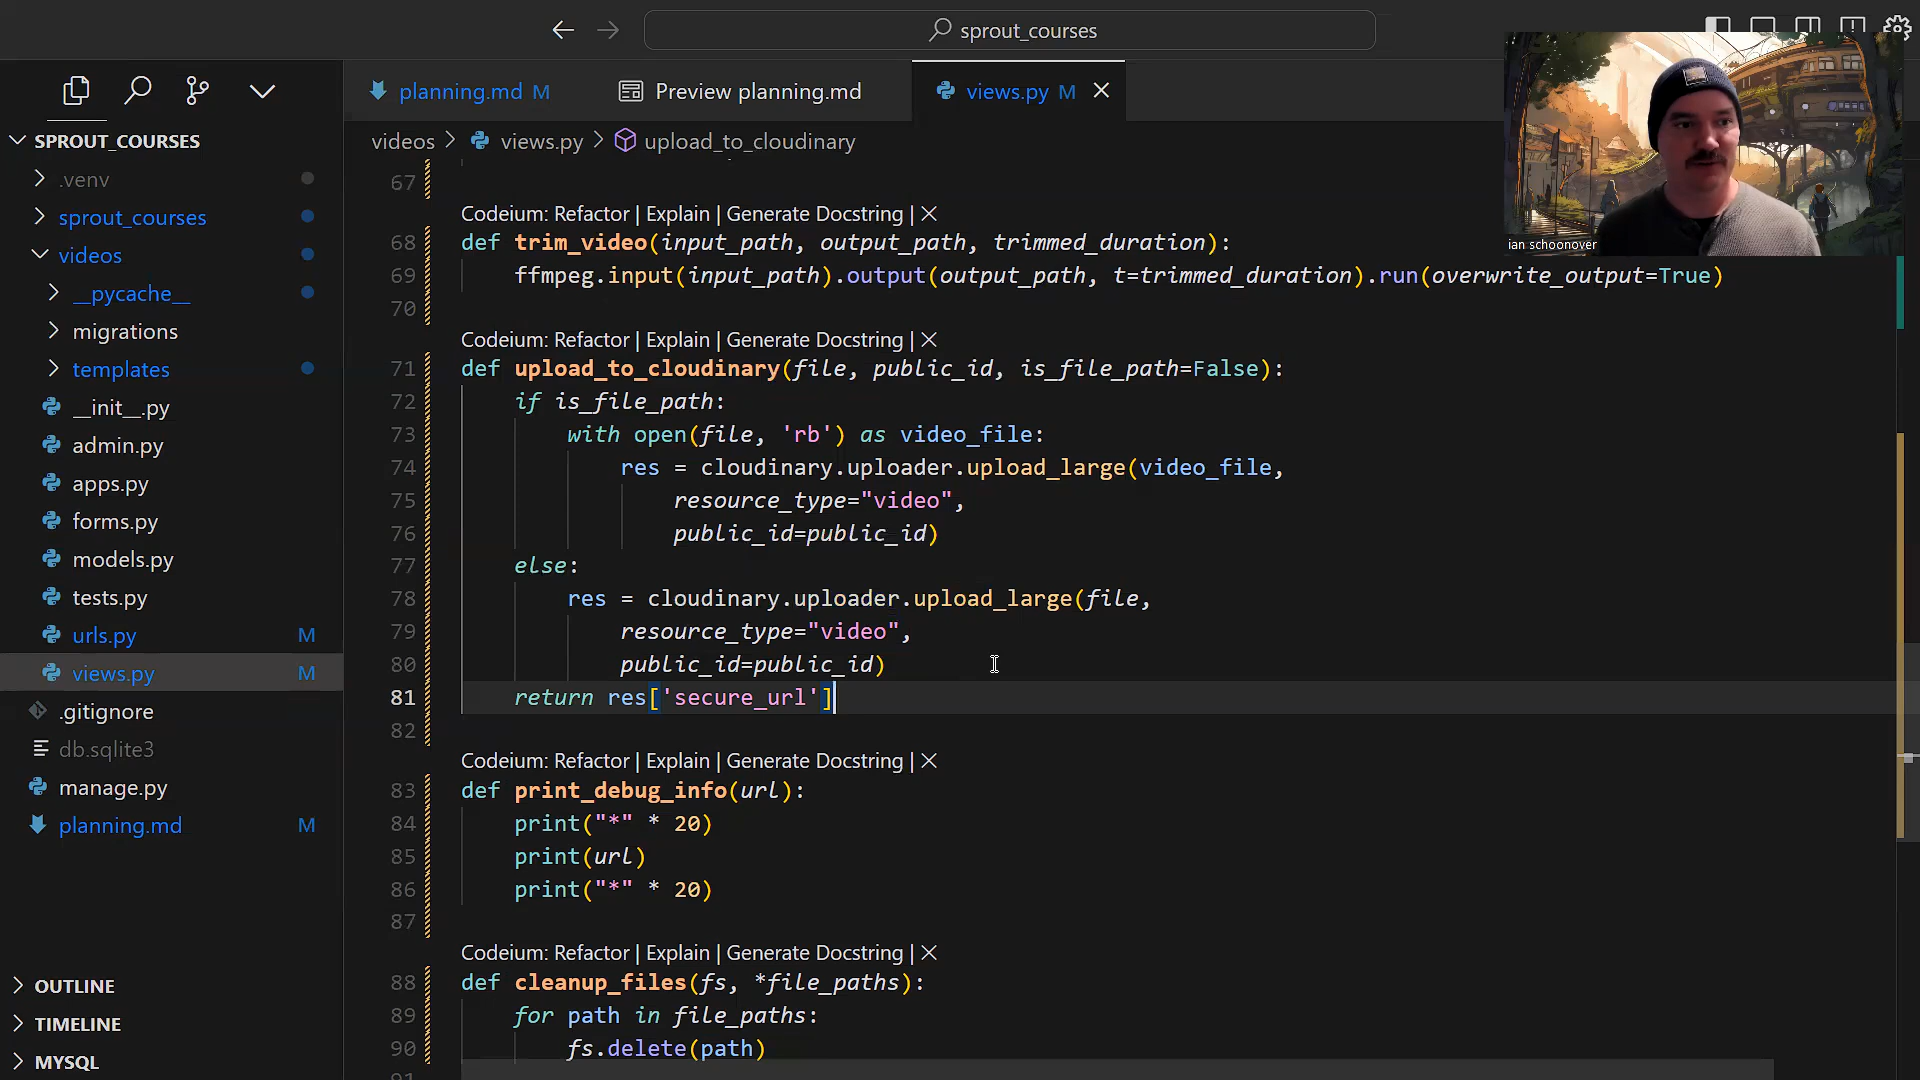 sprout_courses
planning.md M
Preview planning.md
views.py M
ian schoonover
SPROUT_COURSES
.venv
sprout_courses
videos
__pycache__
migrations
templates
__init__.py
admin.py
apps.py
forms.py
models.py
tests.py
urls.py M
views.py M
.gitignore
db.sqlite3
manage.py
planning.md M
OUTLINE
TIMELINE
MYSQL
videos > views.py > upload_to_cloudinary
67
Codeium: Refactor | Explain | Generate Docstring | X
68 def trim_video(input_path, output_path, trimmed_duration):
69 ffmpeg.input(input_path).output(output_path, t=trimmed_duration).run(overwrite_output=True)
70
Codeium: Refactor | Explain | Generate Docstring | X
71 def upload_to_cloudinary(file, public_id, is_file_path=False):
72 if is_file_path:
73 with open(file, 'rb') as video_file:
74 res = cloudinary.uploader.upload_large(video_file,
75 resource_type="video",
76 public_id=public_id)
77 else:
78 res = cloudinary.uploader.upload_large(file,
79 resource_type="video",
80 public_id=public_id)
81 return res['secure_url']
82
Codeium: Refactor | Explain | Generate Docstring | X
83 def print_debug_info(url):
84 print("*" * 20)
85 print(url)
86 print("*" * 20)
87
Codeium: Refactor | Explain | Generate Docstring | X
88 def cleanup_files(fs, *file_paths):
89 for path in file_paths:
90 fs.delete(path)